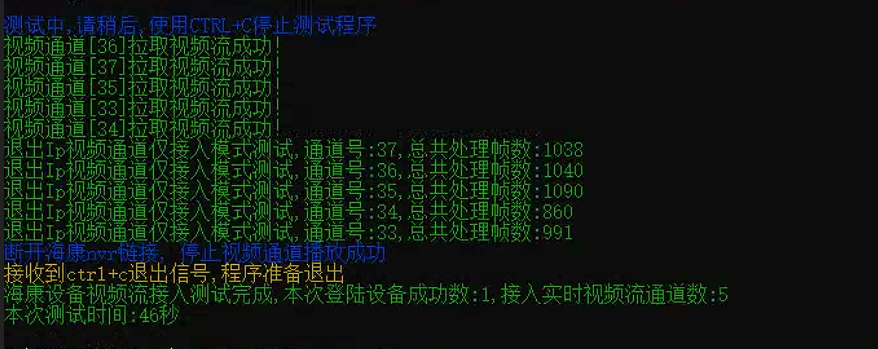 测试中,请稍后,使用CTRL+C停止测试程序
视频通道[36]拉取视频流成功!
视频通道[37]拉取视频流成功!
视频通道[35]拉取视频流成功!
视频通道[33]拉取视频流成功!
视频通道[34]拉取视频流成功!
退出Ip视频通道仅接入模式测试,通道号:37,总共处理帧数:1038
退出Ip视频通道仅接入模式测试,通道号:36,总共处理帧数:1040
退出Ip视频通道仅接入模式测试,通道号:35,总共处理帧数:1090
退出Ip视频通道仅接入模式测试,通道号:34,总共处理帧数:860
退出Ip视频通道仅接入模式测试,通道号:33,总共处理帧数:991
断开海康nvr链接, 停止视频通道播放成功
接收到ctrl+c退出信号,程序准备退出
海康设备视频流接入测试完成,本次登陆设备成功数:1,接入实时视频流通道数:5
本次测试时间:46秒